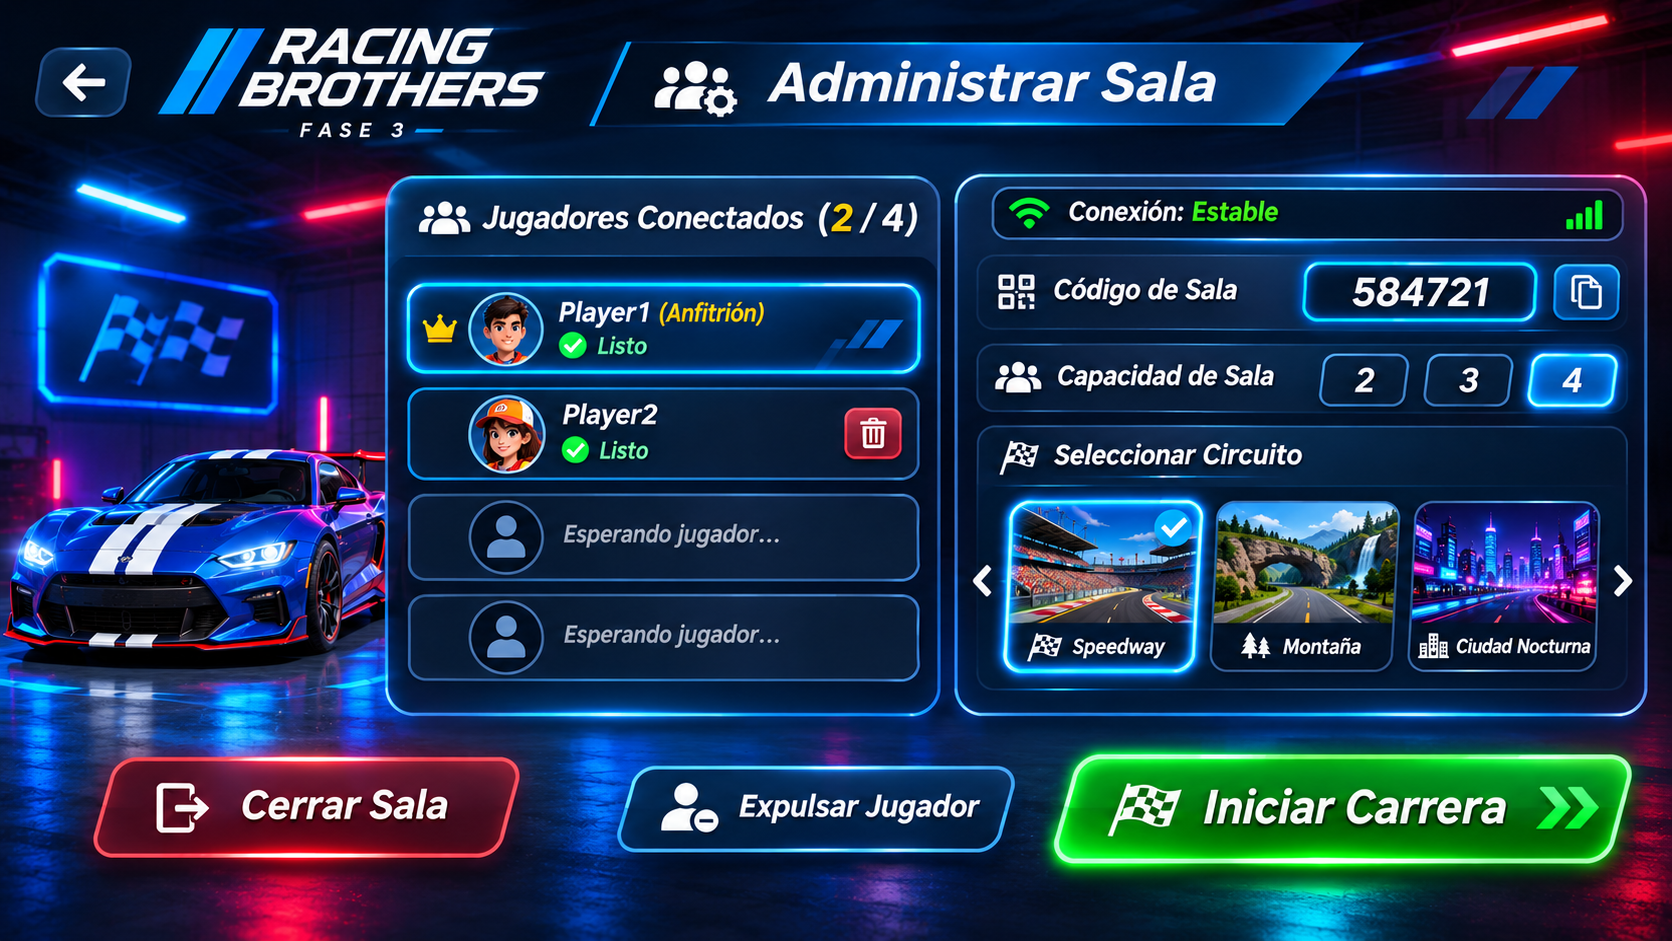 RACING
BROTHERS
FASE 3
Administrar Sala
Jugadores Conectados (2/4)
Player1 (Anfitrión)
Listo
Player2
Listo
Esperando jugador...
Esperando jugador...
Conexión: Estable
Código de Sala
584721
Capacidad de Sala
2
3
4
Seleccionar Circuito
Speedway
Montaña
Ciudad Nocturna
Cerrar Sala
Expulsar Jugador
Iniciar Carrera